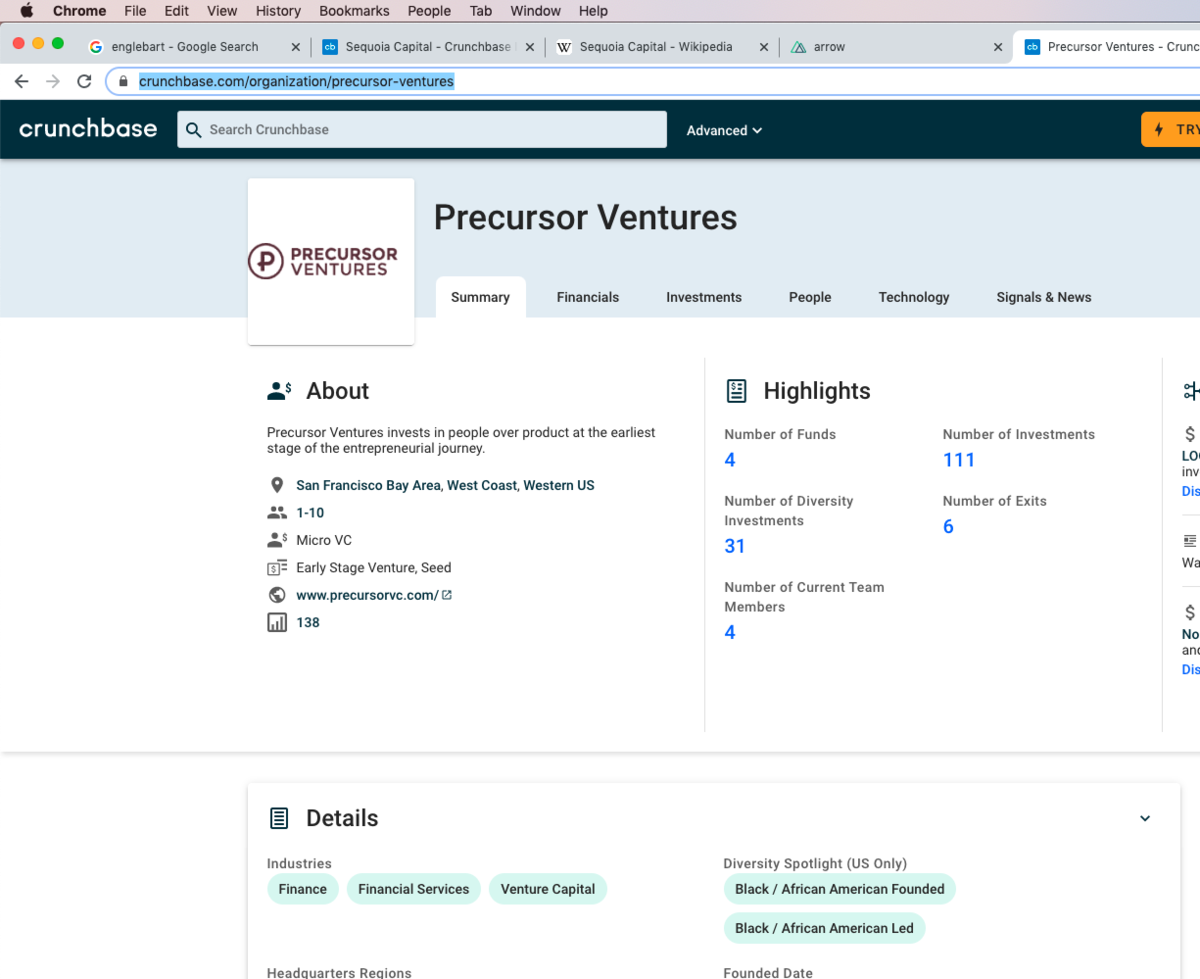 Chrome File Edit View History Bookmarks People Tab Window Help
englebart - Google Search
Sequoia Capital - Crunchbase
Sequoia Capital - Wikipedia
arrow
Precursor Ventures - Crunc
crunchbase.com/organization/precursor-ventures
crunchbase
Search Crunchbase
Advanced
TRY
PRECURSOR
VENTURES
Precursor Ventures
Summary Financials Investments People Technology Signals & News
About
Precursor Ventures invests in people over product at the earliest
stage of the entrepreneurial journey.
San Francisco Bay Area, West Coast, Western US
1-10
Micro VC
Early Stage Venture, Seed
www.precursorvc.com/
138
Highlights
Number of Funds
4
Number of Investments
111
Number of Diversity
Investments
31
Number of Exits
6
Number of Current Team
Members
4
inv
Dis
Wa
No
and
Dis
Details
Industries
Finance Financial Services Venture Capital
Diversity Spotlight (US Only)
Black / African American Founded
Black / African American Led
Headquarters Regions
Founded Date